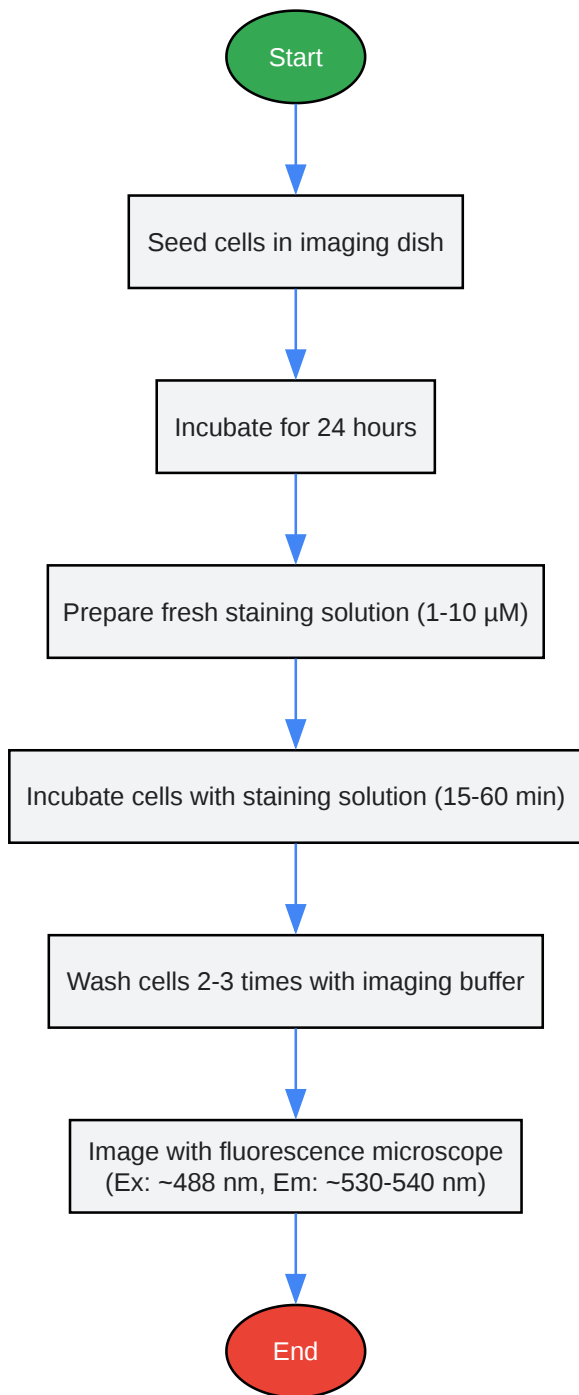 Start
Seed cells in imaging dish
Incubate for 24 hours
Prepare fresh staining solution (1-10 µM)
Incubate cells with staining solution (15-60 min)
Wash cells 2-3 times with imaging buffer
Image with fluorescence microscope
(Ex: ~488 nm, Em: ~530-540 nm)
End